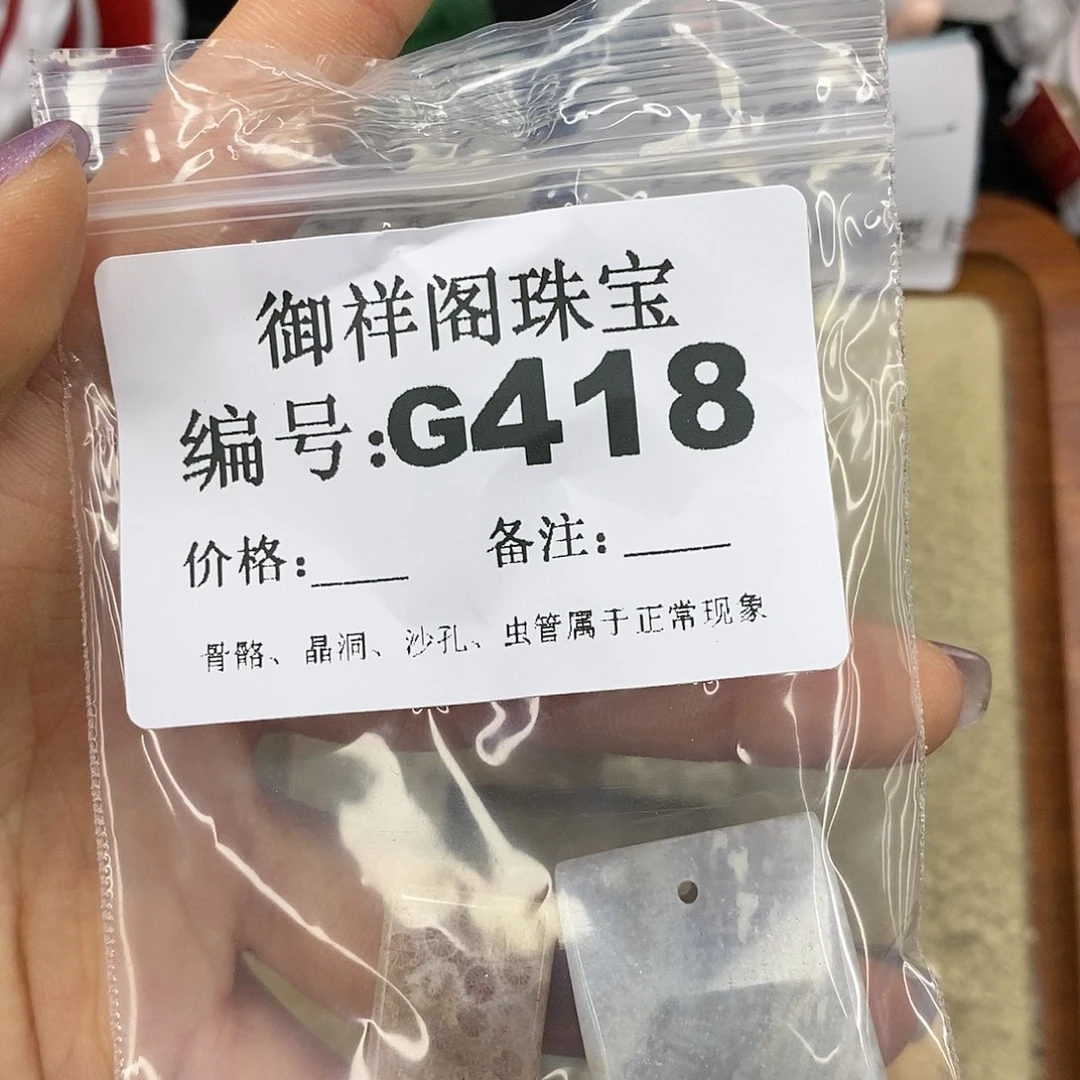 御祥阁珠宝
编号:G418
价格:____ 备注:____
骨骼、晶洞、沙孔、虫管属于正常现象